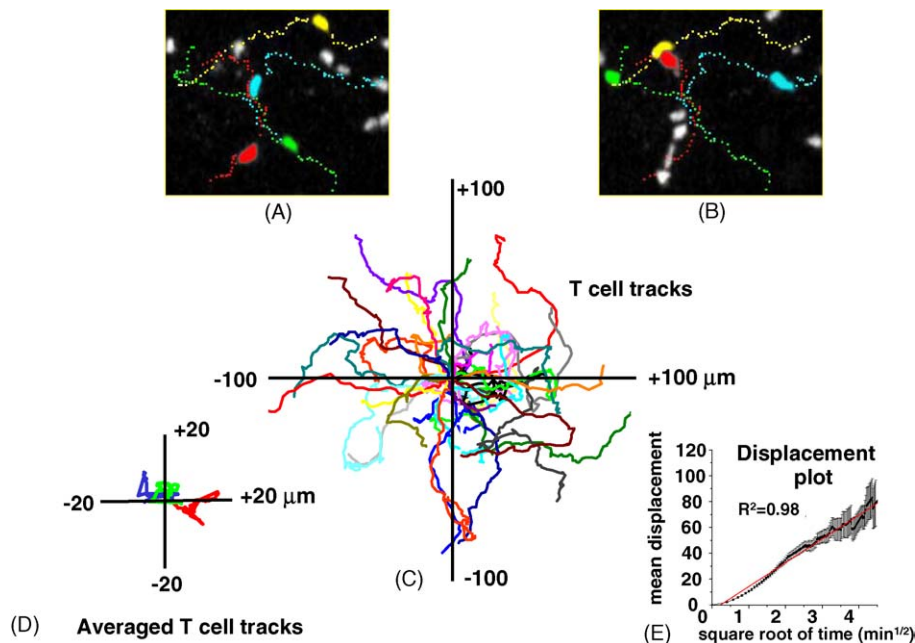 (A)
(B)
+100
T cell tracks
-100
+100 μm
-100
(C)
+20
-20
+20 μm
-20
(D)
Averaged T cell tracks
Displacement
plot
R²=0.98
mean displacement
120
100
80
60
40
20
0
0 1 2 3 4
square root of time (min1/2)
(E)